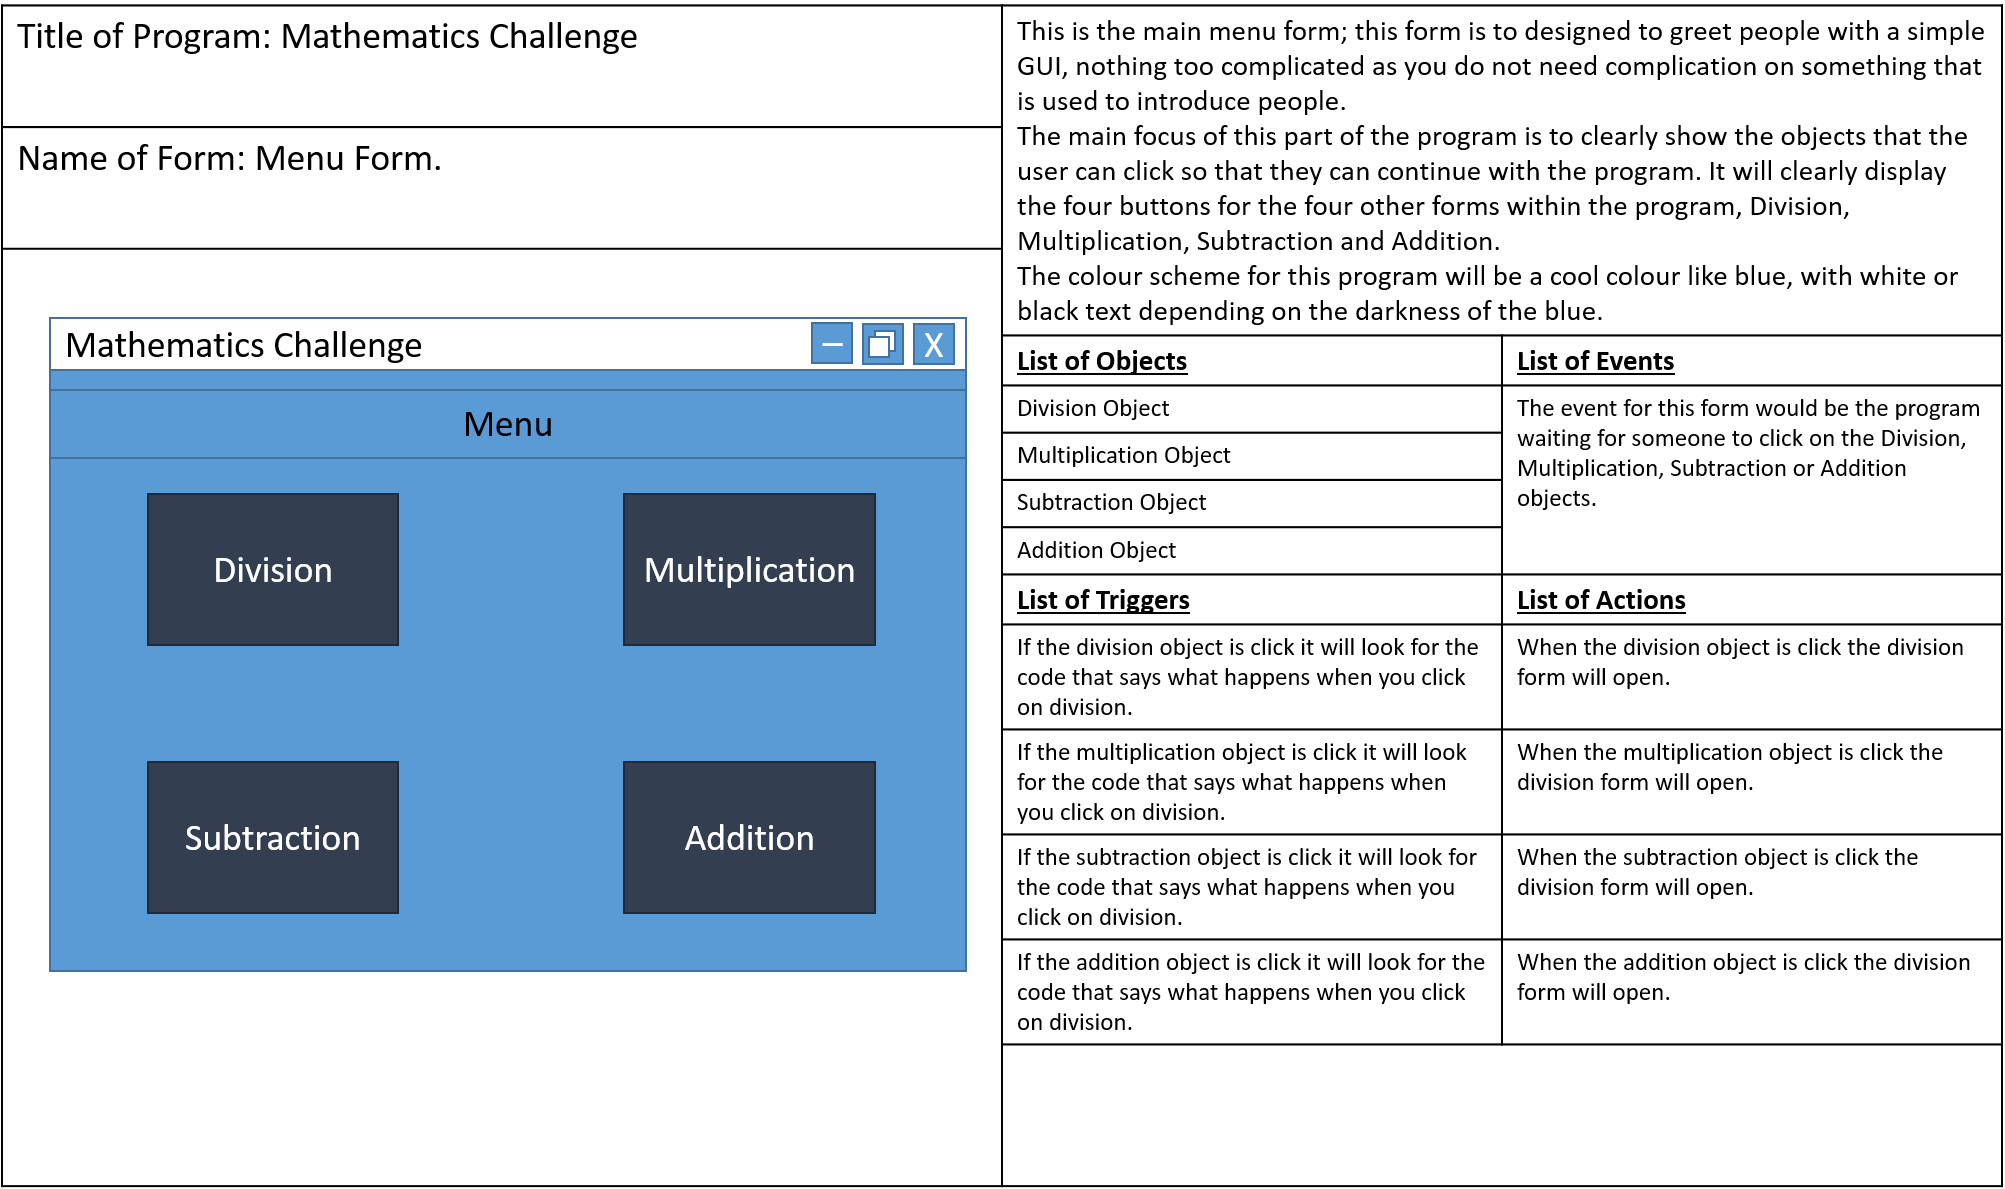 Title of Program: Mathematics Challenge
Name of Form: Menu Form.
Mathematics Challenge
X
Menu
Division
Multiplication
Subtraction
Addition
This is the main menu form; this form is to designed to greet people with a simple
GUI, nothing too complicated as you do not need complication on something that
is used to introduce people.
The main focus of this part of the program is to clearly show the objects that the
user can click so that they can continue with the program. It will clearly display
the four buttons for the four other forms within the program, Division,
Multiplication, Subtraction and Addition.
The colour scheme for this program will be a cool colour like blue, with white or
black text depending on the darkness of the blue.
List of Objects
Division Object
Multiplication Object
Subtraction Object
Addition Object
List of Events
The event for this form would be the program
waiting for someone to click on the Division,
Multiplication, Subtraction or Addition
objects.
List of Triggers
List of Actions
If the division object is click it will look for the
code that says what happens when you click
on division.
When the division object is click the division
form will open.
If the multiplication object is click it will look
for the code that says what happens when
you click on division.
When the multiplication object is click the
division form will open.
If the subtraction object is click it will look for
the code that says what happens when you
click on division.
When the subtraction object is click the
division form will open.
If the addition object is click it will look for the
code that says what happens when you click
on division.
When the addition object is click the division
form will open.